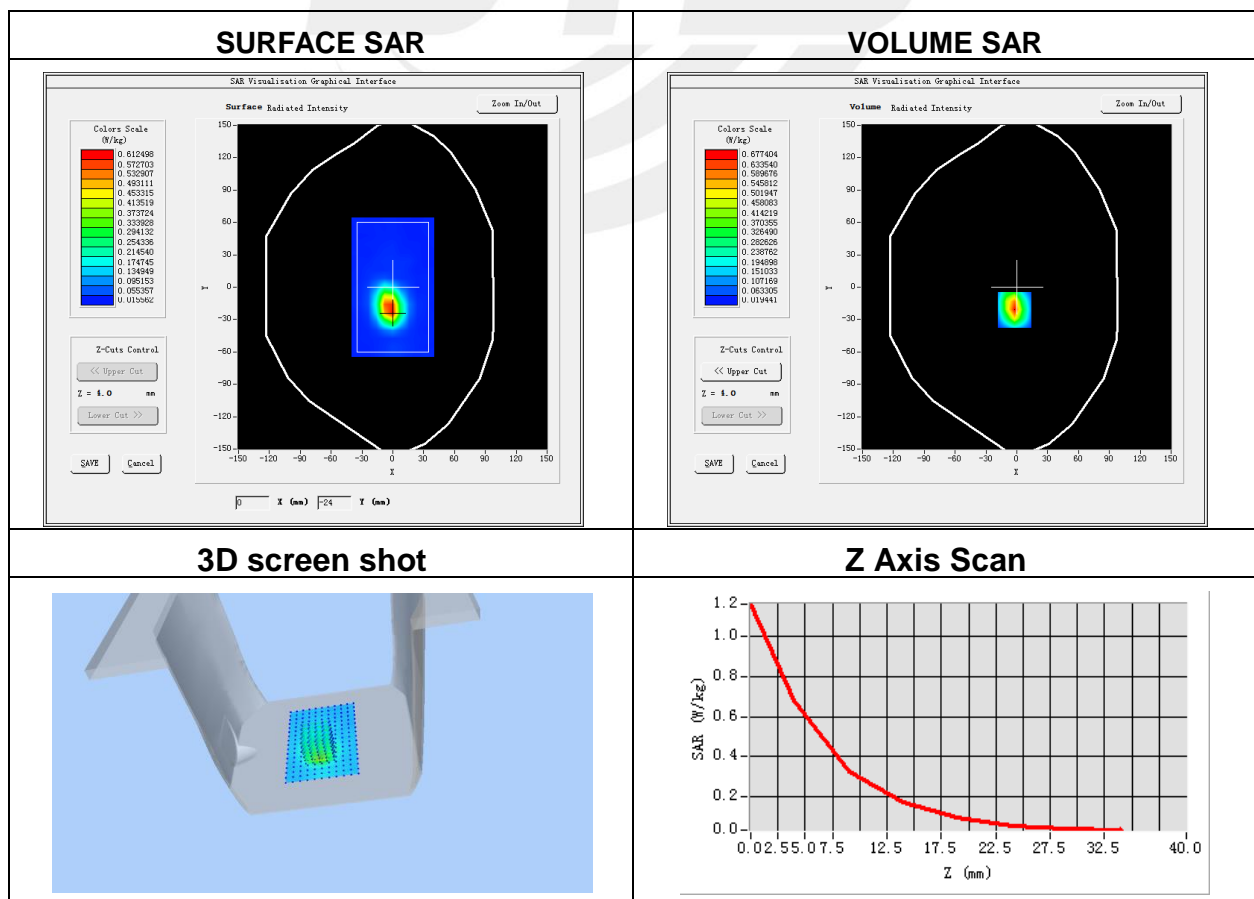 SURFACE SAR
VOLUME SAR
SAR Visualisation Graphical Interface
Surface Radiated Intensity
Zoom In/Out
Colors Scale
(W/kg)
0.612498
0.572703
0.532907
0.493111
0.453315
0.413519
0.373724
0.333928
0.294132
0.254336
0.214540
0.174745
0.134949
0.095153
0.055357
0.015562
Z-Cuts Control
<< Upper Cut
Z = 4.0 mm
Lower Cut >>
SAVE Cancel
150
120
90
60
30
0
-30
-60
-90
-120
-150
Y
-150 -120 -90 -60 -30 0 30 60 90 120 150
X
0 X (mm) -24 Y (mm)
SAR Visualisation Graphical Interface
Volume Radiated Intensity
Zoom In/Out
Colors Scale
(W/kg)
0.677404
0.633540
0.589676
0.545812
0.501947
0.458083
0.414219
0.370355
0.326490
0.282626
0.238762
0.194898
0.151033
0.107169
0.063305
0.019441
Z-Cuts Control
<< Upper Cut
Z = 4.0 mm
Lower Cut >>
SAVE Cancel
150
120
90
60
30
0
-30
-60
-90
-120
-150
Y
-150 -120 -90 -60 -30 0 30 60 90 120 150
X
3D screen shot
Z Axis Scan
1.2
1.0
0.8
0.6
0.4
0.2
0.0
SAR (W/kg)
0.0 2.5 5.0 7.5 12.5 17.5 22.5 27.5 32.5 40.0
Z (mm)